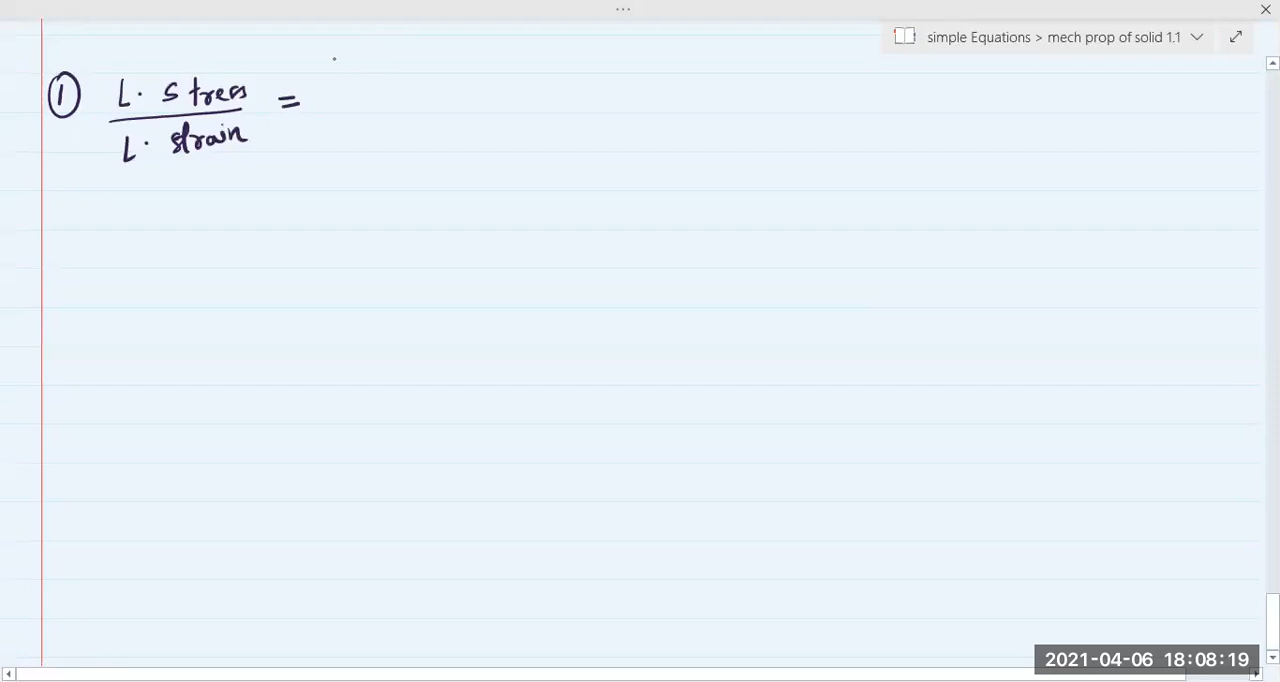 ...
simple Equations > mech prop of solid 1.1
① L. stress =
L. strain
2021-04-06 18:08:19